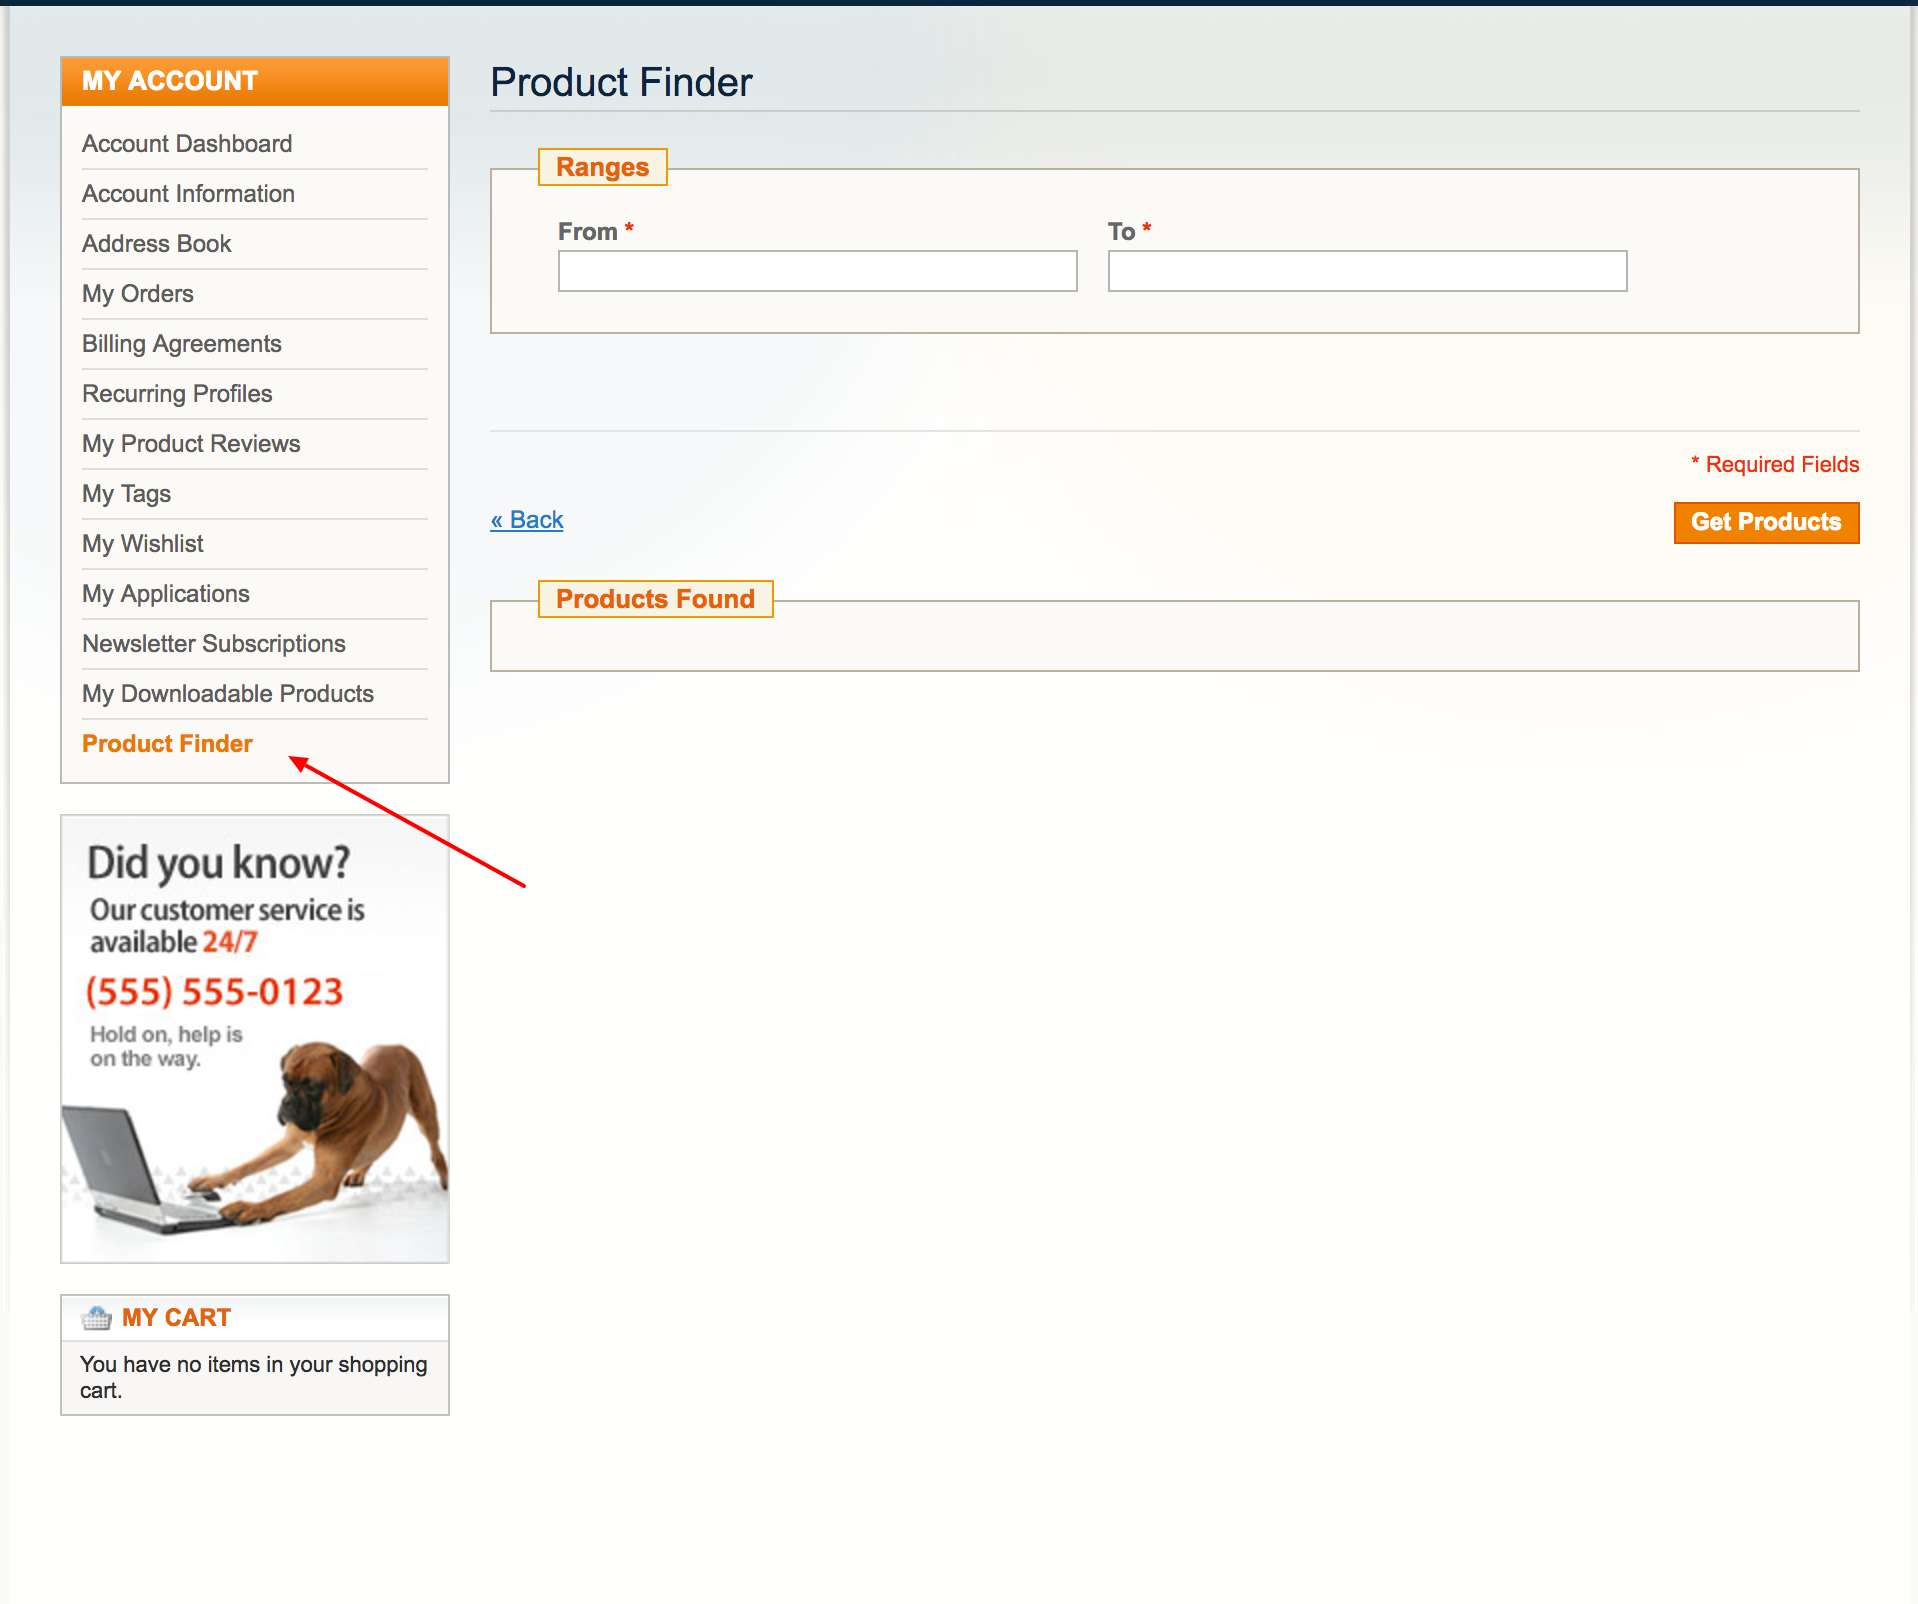 MY ACCOUNT
Account Dashboard
Account Information
Address Book
My Orders
Billing Agreements
Recurring Profiles
My Product Reviews
My Tags
My Wishlist
My Applications
Newsletter Subscriptions
My Downloadable Products
Product Finder
Did you know?
Our customer service is
available 24/7
(555) 555-0123
Hold on, help is
on the way.
MY CART
You have no items in your shopping
cart.
Product Finder
Ranges
From * To *
* Required Fields
« Back
Get Products
Products Found